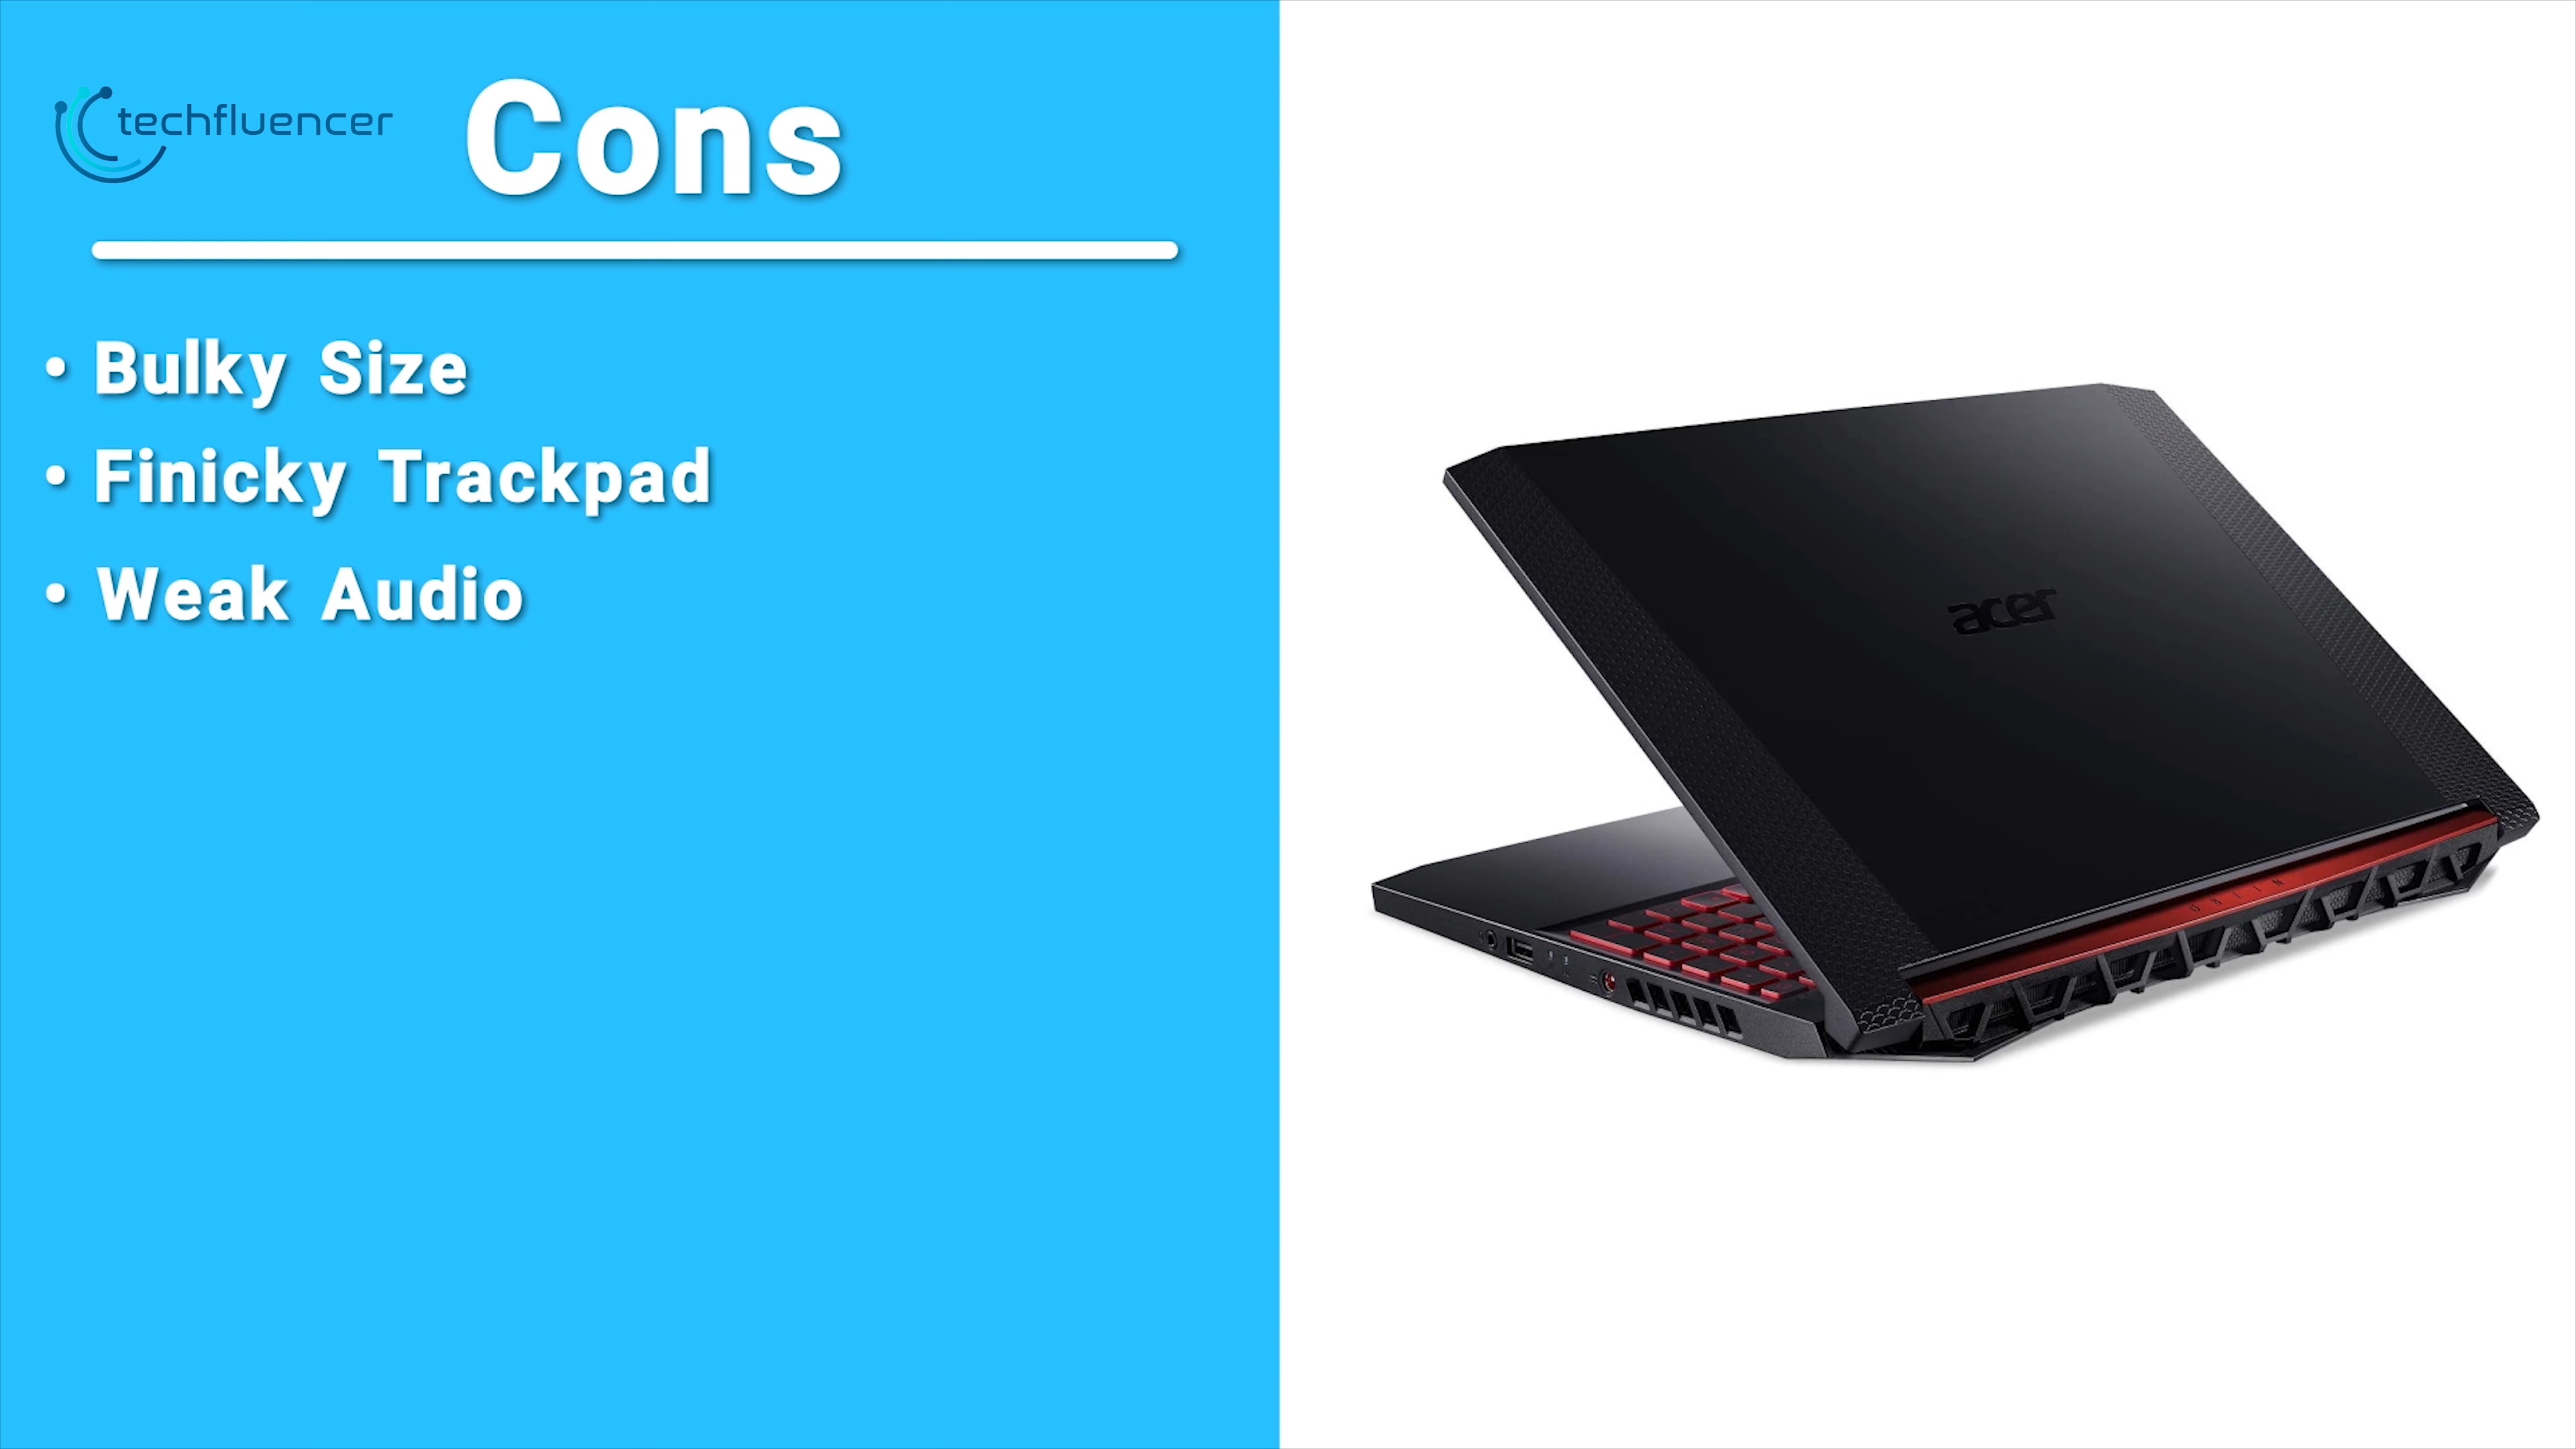 techfluencer
Cons
• Bulky Size
• Finicky Trackpad
• Weak Audio
acer